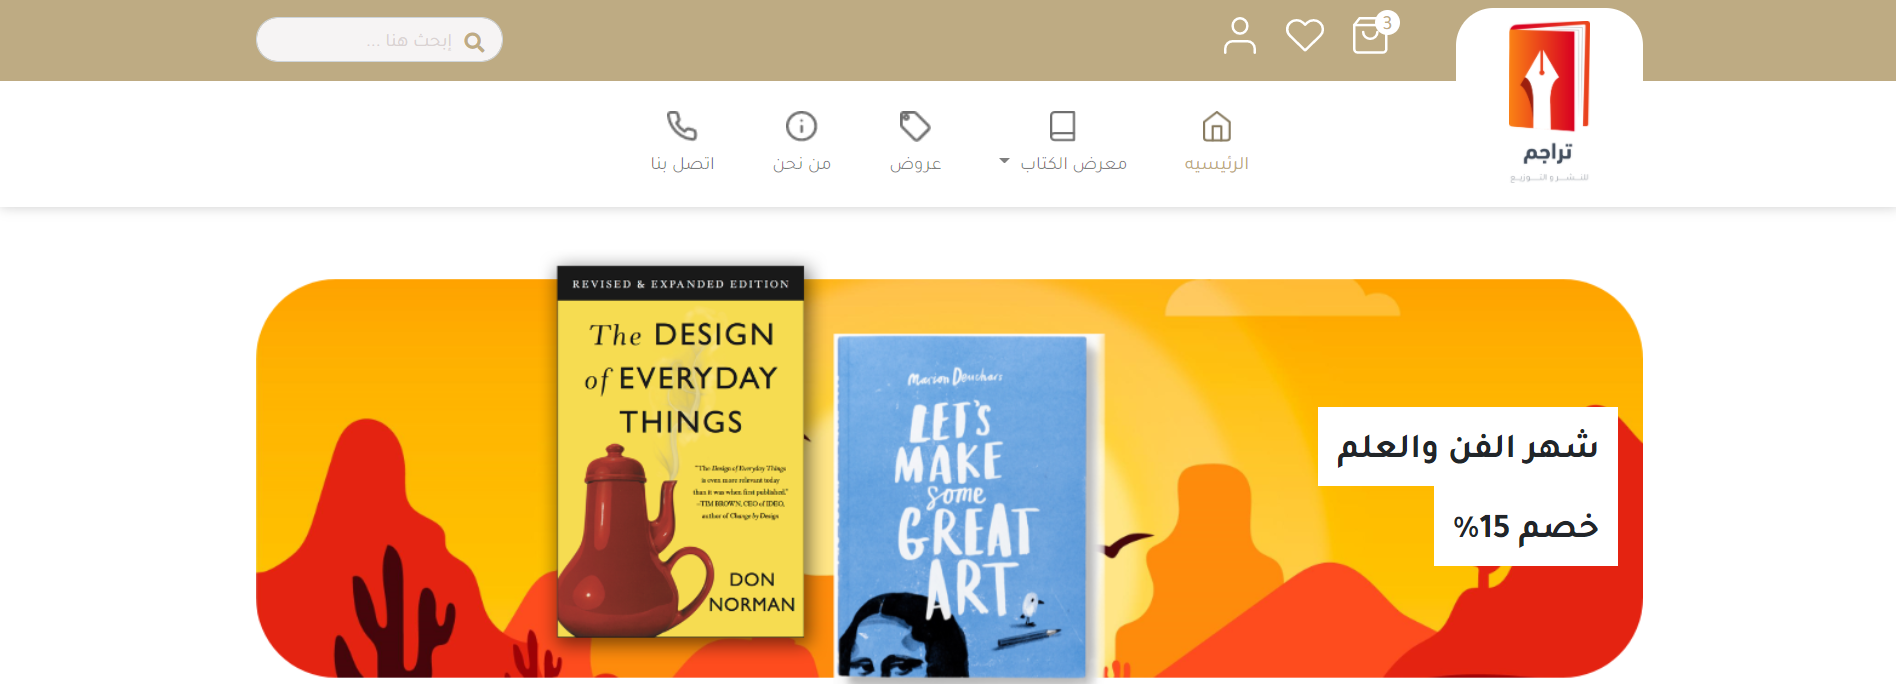 3
إبحث هنا ...
تراجم
للنشر و التوزيع
الرئيسيه
معرض الكتاب
عروض
من نحن
اتصل بنا
شهر الفن والعلم
خصم 15%
REVISED & EXPANDED EDITION
The DESIGN
of EVERYDAY
THINGS
"The Design of Everyday Things
is even more relevant today
than it was when first published."
—TIM BROWN, CEO of IDEO,
author of Change by Design
DON
NORMAN
Marion Deuchars
LET'S
MAKE
some
GREAT
ART